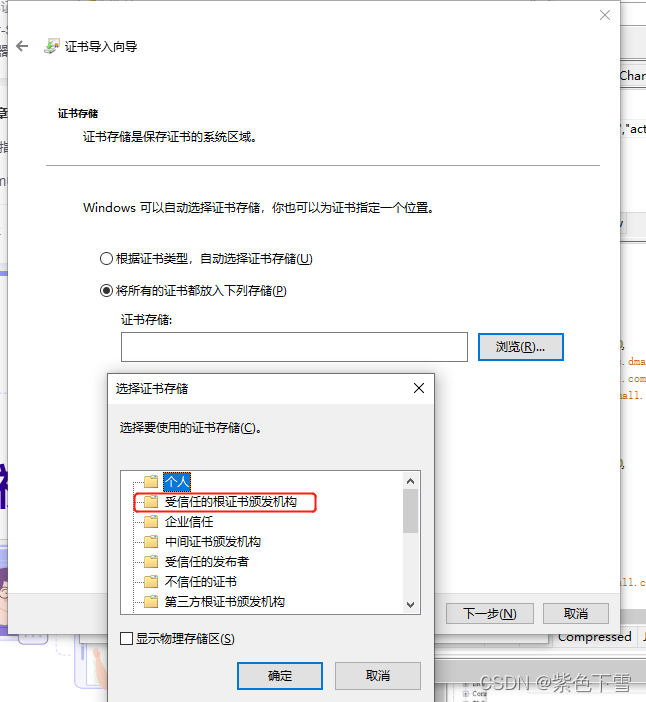 证书导入向导
Char
证书存储
证书存储是保存证书的系统区域。
","act
Windows 可以自动选择证书存储，你也可以为证书指定一个位置。
根据证书类型，自动选择证书存储(U)
将所有的证书都放入下列存储(P)
证书存储:
浏览(R)...
.dma
.com
mall.
选择证书存储
选择要使用的证书存储(C)。
个人
受信任的根证书颁发机构
企业信任
中间证书颁发机构
受信任的发布者
不信任的证书
第三方根证书颁发机构
all.c
下一步(N)
取消
显示物理存储区(S)
Compressed
确定
取消
CSDN @紫色下雪